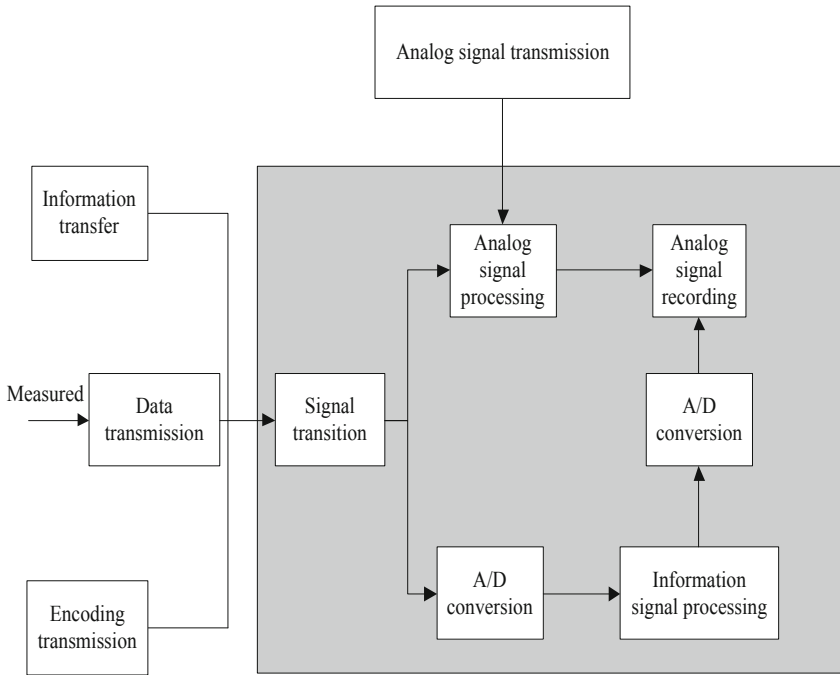 Analog signal transmission
Information
transfer
Analog
signal
processing
Analog
signal
recording
Measured
Data
transmission
Signal
transition
A/D
conversion
A/D
conversion
Information
signal processing
Encoding
transmission